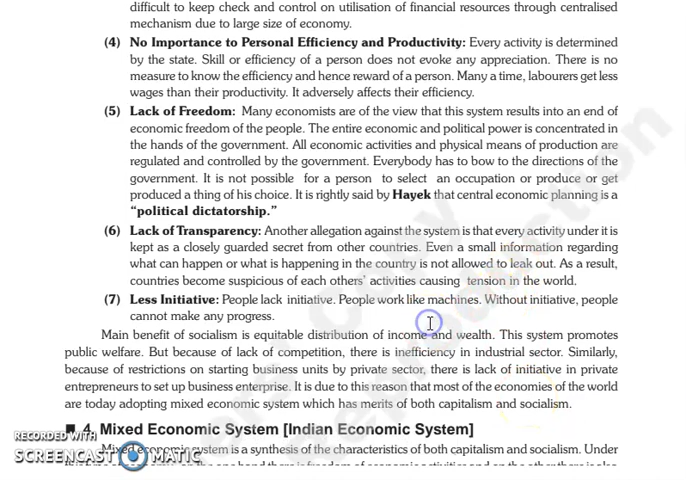 difficult to keep check and control on utilisation of financial resources through centralised
mechanism due to large size of economy.
(4) No Importance to Personal Efficiency and Productivity: Every activity is determined
by the state. Skill or efficiency of a person does not evoke any appreciation. There is no
measure to know the efficiency and hence reward of a person. Many a time, labourers get less
wages than their productivity. It adversely affects their efficiency.
(5) Lack of Freedom: Many economists are of the view that this system results into an end of
economic freedom of the people. The entire economic and political power is concentrated in
the hands of the government. All economic activities and physical means of production are
regulated and controlled by the government. Everybody has to bow to the directions of the
government. It is not possible for a person to select an occupation or produce or get
produced a thing of his choice. It is rightly said by Hayek that central economic planning is a
“political dictatorship.”
(6) Lack of Transparency: Another allegation against the system is that every activity under it is
kept as a closely guarded secret from other countries. Even a small information regarding
what can happen or what is happening in the country is not allowed to leak out. As a result,
countries become suspicious of each others’ activities causing tension in the world.
(7) Less Initiative: People lack initiative. People work like machines. Without initiative, people
cannot make any progress.
Main benefit of socialism is equitable distribution of income and wealth. This system promotes
public welfare. But because of lack of competition, there is inefficiency in industrial sector. Similarly,
because of restrictions on starting business units by private sector, there is lack of initiative in private
entrepreneurs to set up business enterprise. It is due to this reason that most of the economies of the world
are today adopting mixed economic system which has merits of both capitalism and socialism.
■ 4. Mixed Economic System [Indian Economic System]
Mixed economic system is a synthesis of the characteristics of both capitalism and socialism. Under
RECORDED WITH
SCREENCAST MATIC